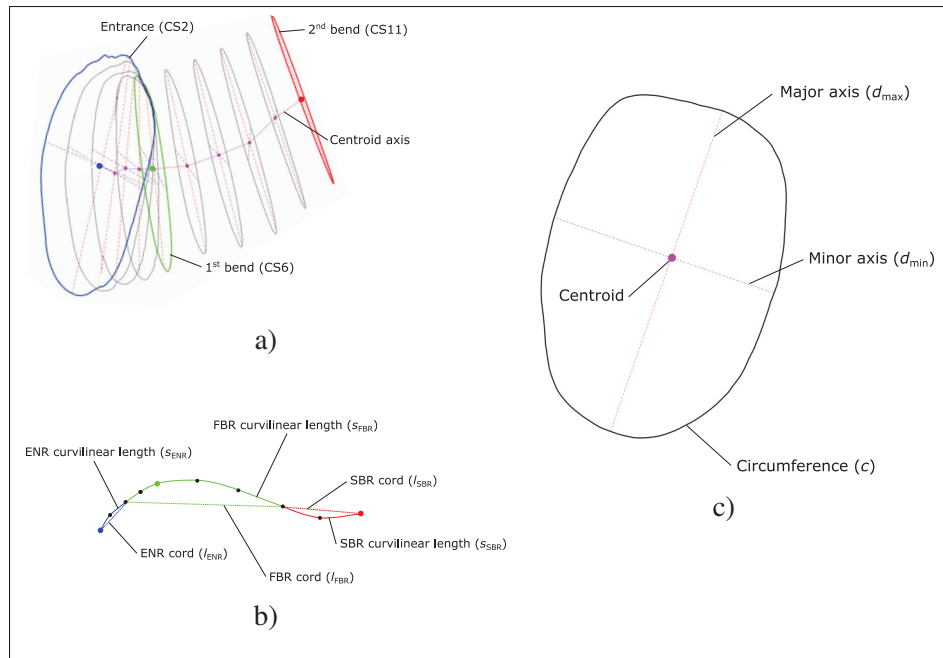 Entrance (CS2)
2nd bend (CS11)
Centroid axis
1st bend (CS6)
a)
FBR curvilinear length (sFBR)
ENR curvilinear length (sENR)
SBR cord (lSBR)
SBR curvilinear length (sSBR)
ENR cord (lENR)
FBR cord (lFBR)
b)
Major axis (dmax)
Minor axis (dmin)
Centroid
Circumference (c)
c)